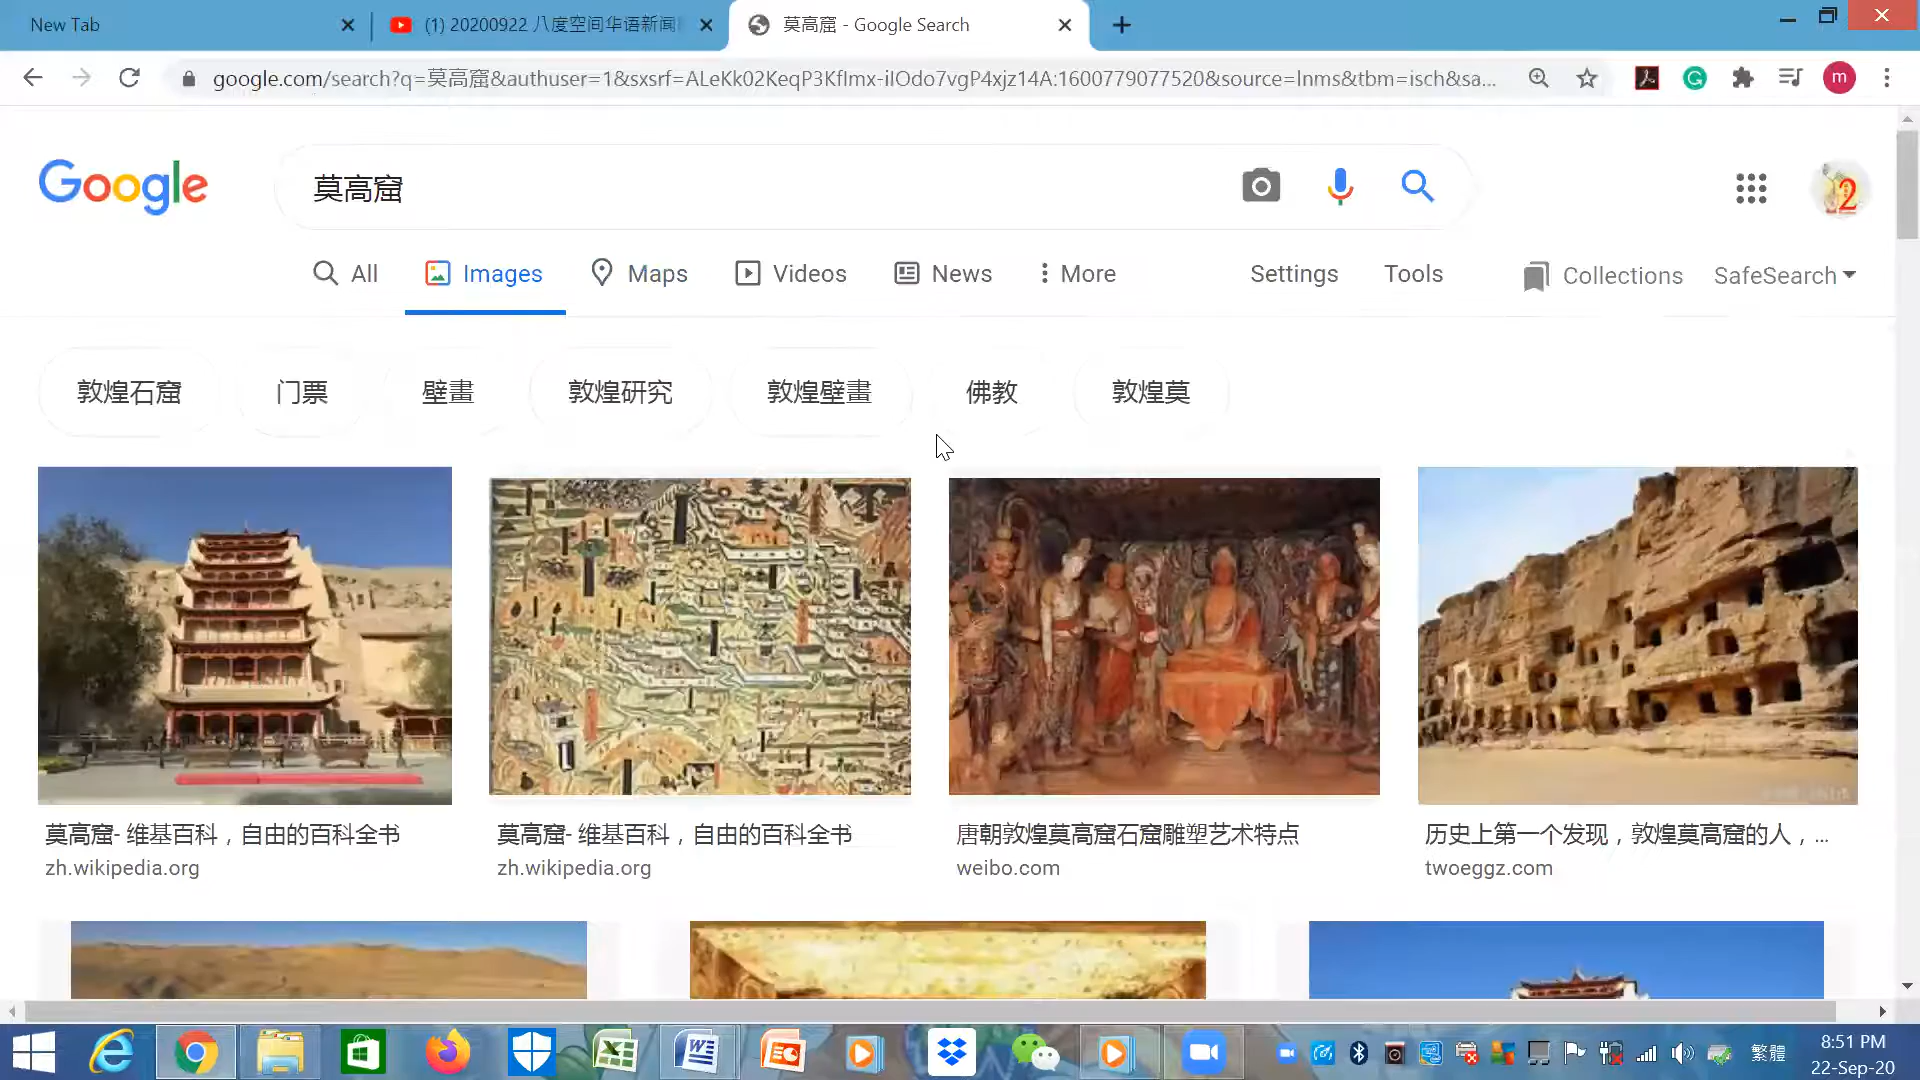 New Tab
(1) 20200922 八度空间华语新闻
莫高窟 - Google Search
google.com/search?q=莫高窟&authuser=1&sxsrf=ALeKk02KeqP3KfImx-iIOdo7vgP4xjz14A:1600779077520&source=lnms&tbm=isch&sa...
m
Google
莫高窟
2
All
Images
Maps
Videos
News
More
Settings
Tools
Collections
SafeSearch
敦煌石窟
门票
壁畫
敦煌研究
敦煌壁畫
佛教
敦煌莫
莫高窟- 维基百科，自由的百科全书
zh.wikipedia.org
莫高窟- 维基百科，自由的百科全书
zh.wikipedia.org
唐朝敦煌莫高窟石窟雕塑艺术特点
weibo.com
历史上第一个发现，敦煌莫高窟的人，...
twoeggz.com
繁體
8:51 PM
22-Sep-20